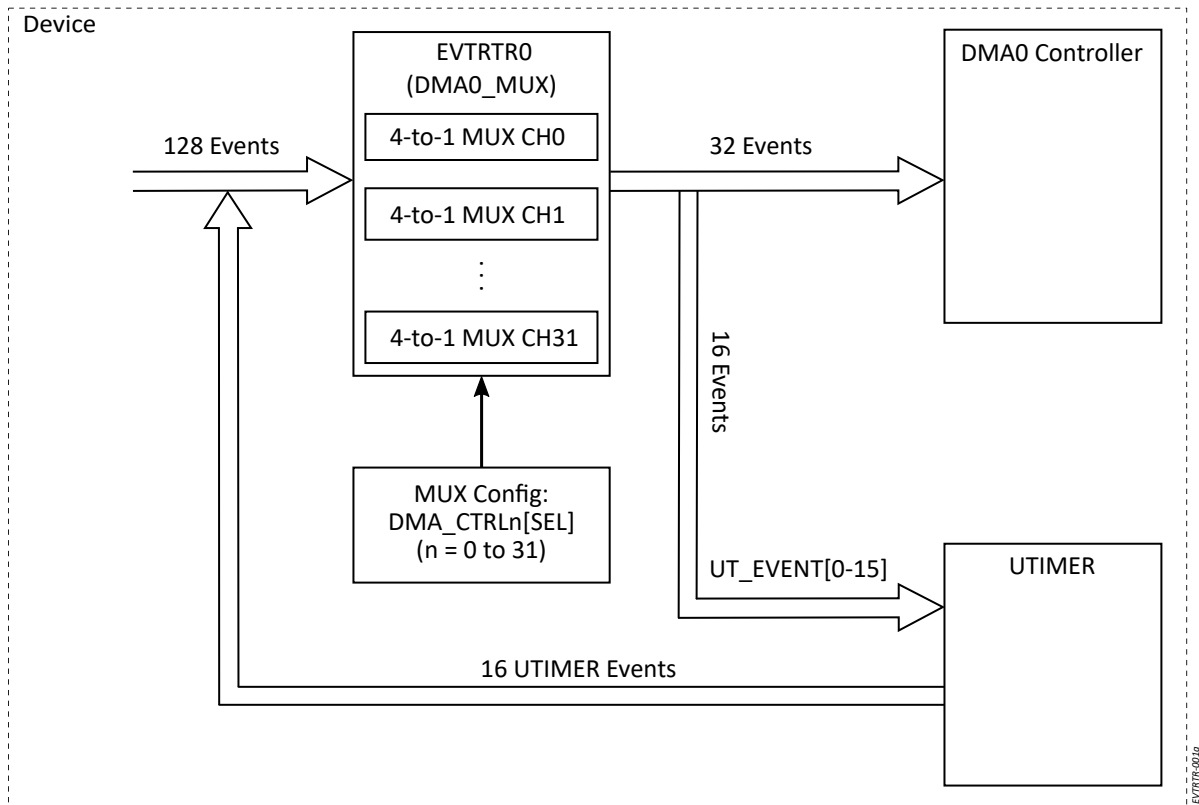 Device
EVTRTR0
(DMA0_MUX)
4-to-1 MUX CH0
4-to-1 MUX CH1
⋮
4-to-1 MUX CH31
128 Events
32 Events
DMA0 Controller
16 Events
MUX Config:
DMA_CTRLn[SEL]
(n = 0 to 31)
UT_EVENT[0-15]
UTIMER
16 UTIMER Events
EVTRTR-001a